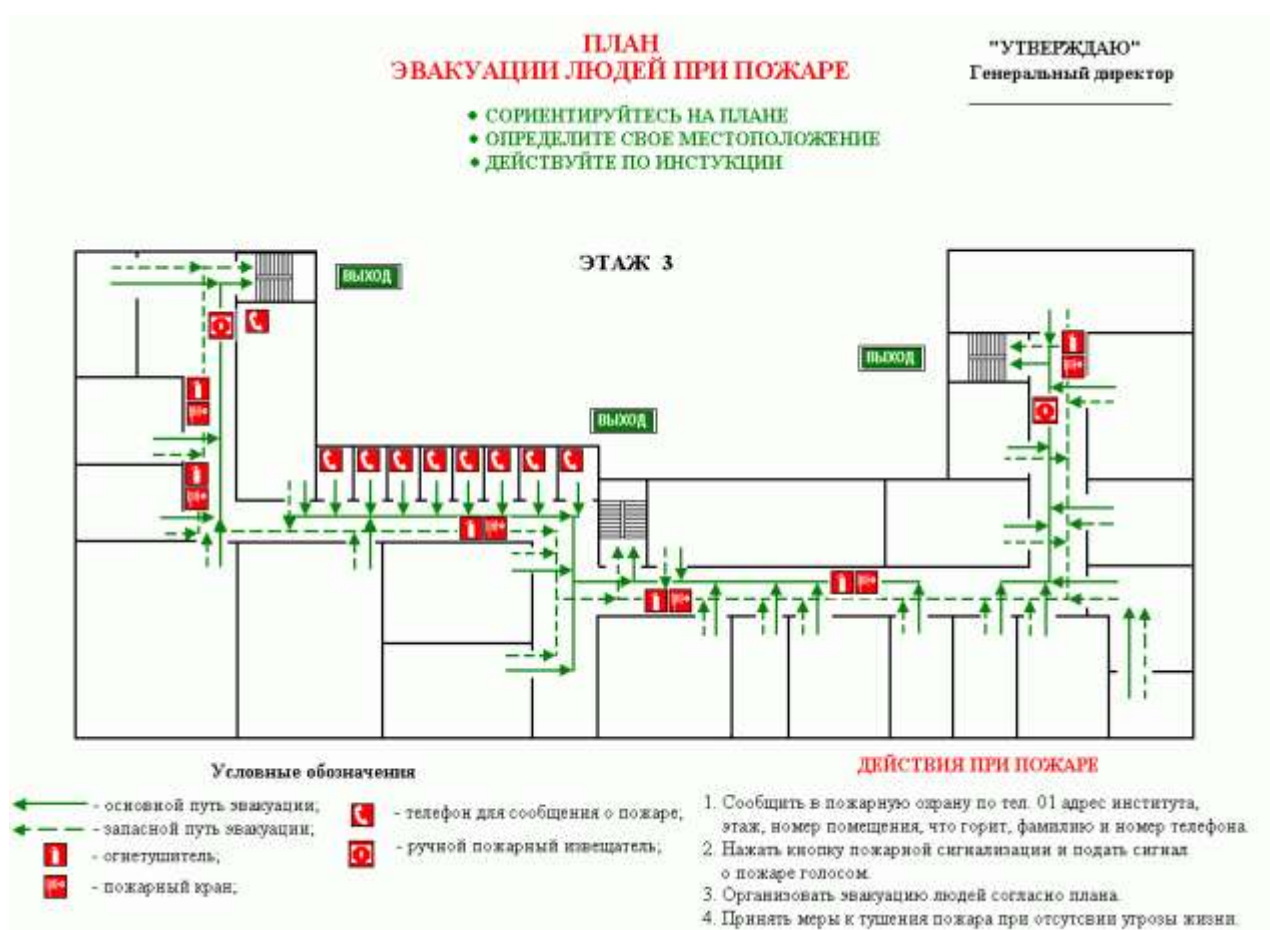 ПЛАН
ЭВАКУАЦИИ ЛЮДЕЙ ПРИ ПОЖАРЕ
"УТВЕРЖДАЮ"
Генеральный директор
• СОРИЕНТИРУЙТЕСЬ НА ПЛАНЕ
• ОПРЕДЕЛИТЕ СВОЕ МЕСТОПОЛОЖЕНИЕ
• ДЕЙСТВУЙТЕ ПО ИНСТУКЦИИ
ЭТАЖ 3
ВЫХОД
ВЫХОД
ВЫХОД
Условные обозначения
- основной путь эвакуации;
- запасной путь эвакуации;
- огнетушитель;
- пожарный кран;
- телефон для сообщения о пожаре;
- ручной пожарный извещатель;
ДЕЙСТВИЯ ПРИ ПОЖАРЕ
1. Сообщить в пожарную охрану по тел. 01 адрес института,
этаж, номер помещения, что горит, фамилию и номер телефона.
2. Нажать кнопку пожарной сигнализации и подать сигнал
о пожаре голосом.
3. Организовать эвакуацию людей согласно плана.
4. Принять меры к тушения пожара при отсутсвии угрозы жизни.